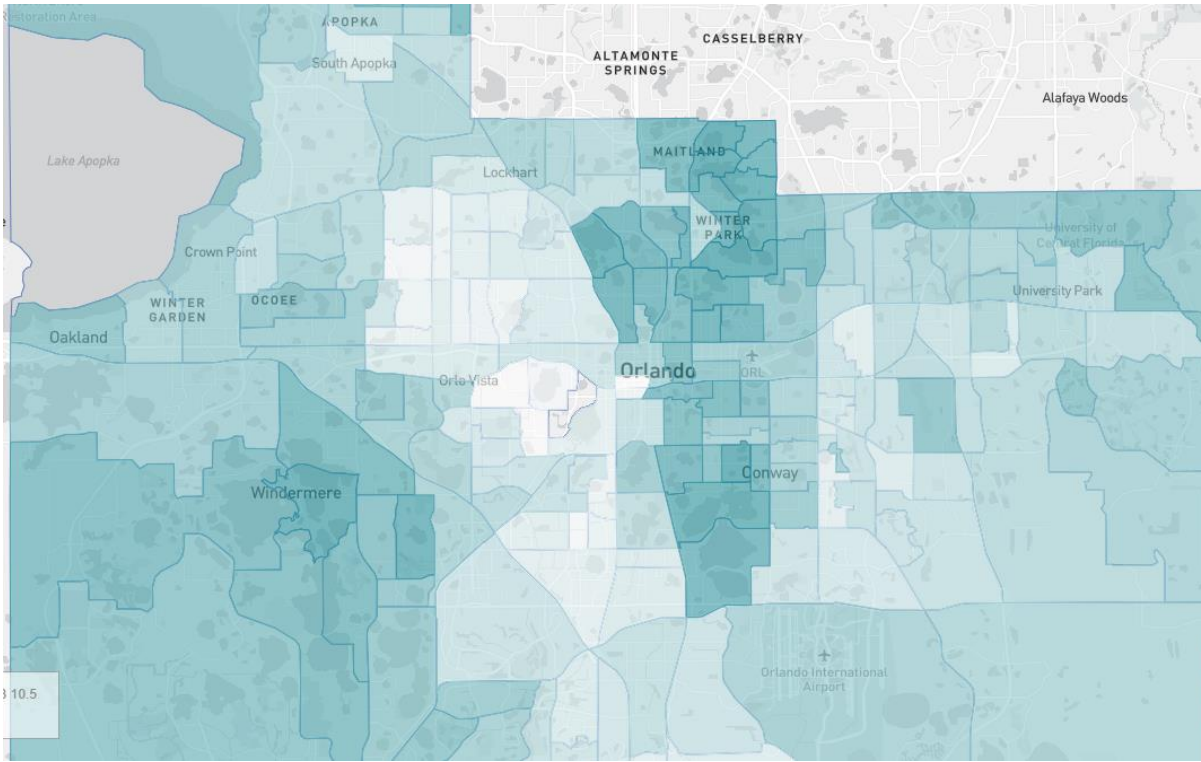 Restoration Area
APOPKA
South Apopka
CASSELBERRY
ALTAMONTE
SPRINGS
Alafaya Woods
Lake Apopka
MAITLAND
Lockhart
WINTER
PARK
University of
Central Florida
Crown Point
WINTER
GARDEN
OCOEE
University Park
Oakland
Orlando
ORL
Orlo Vista
Windermere
Conway
Orlando International
Airport
10.5